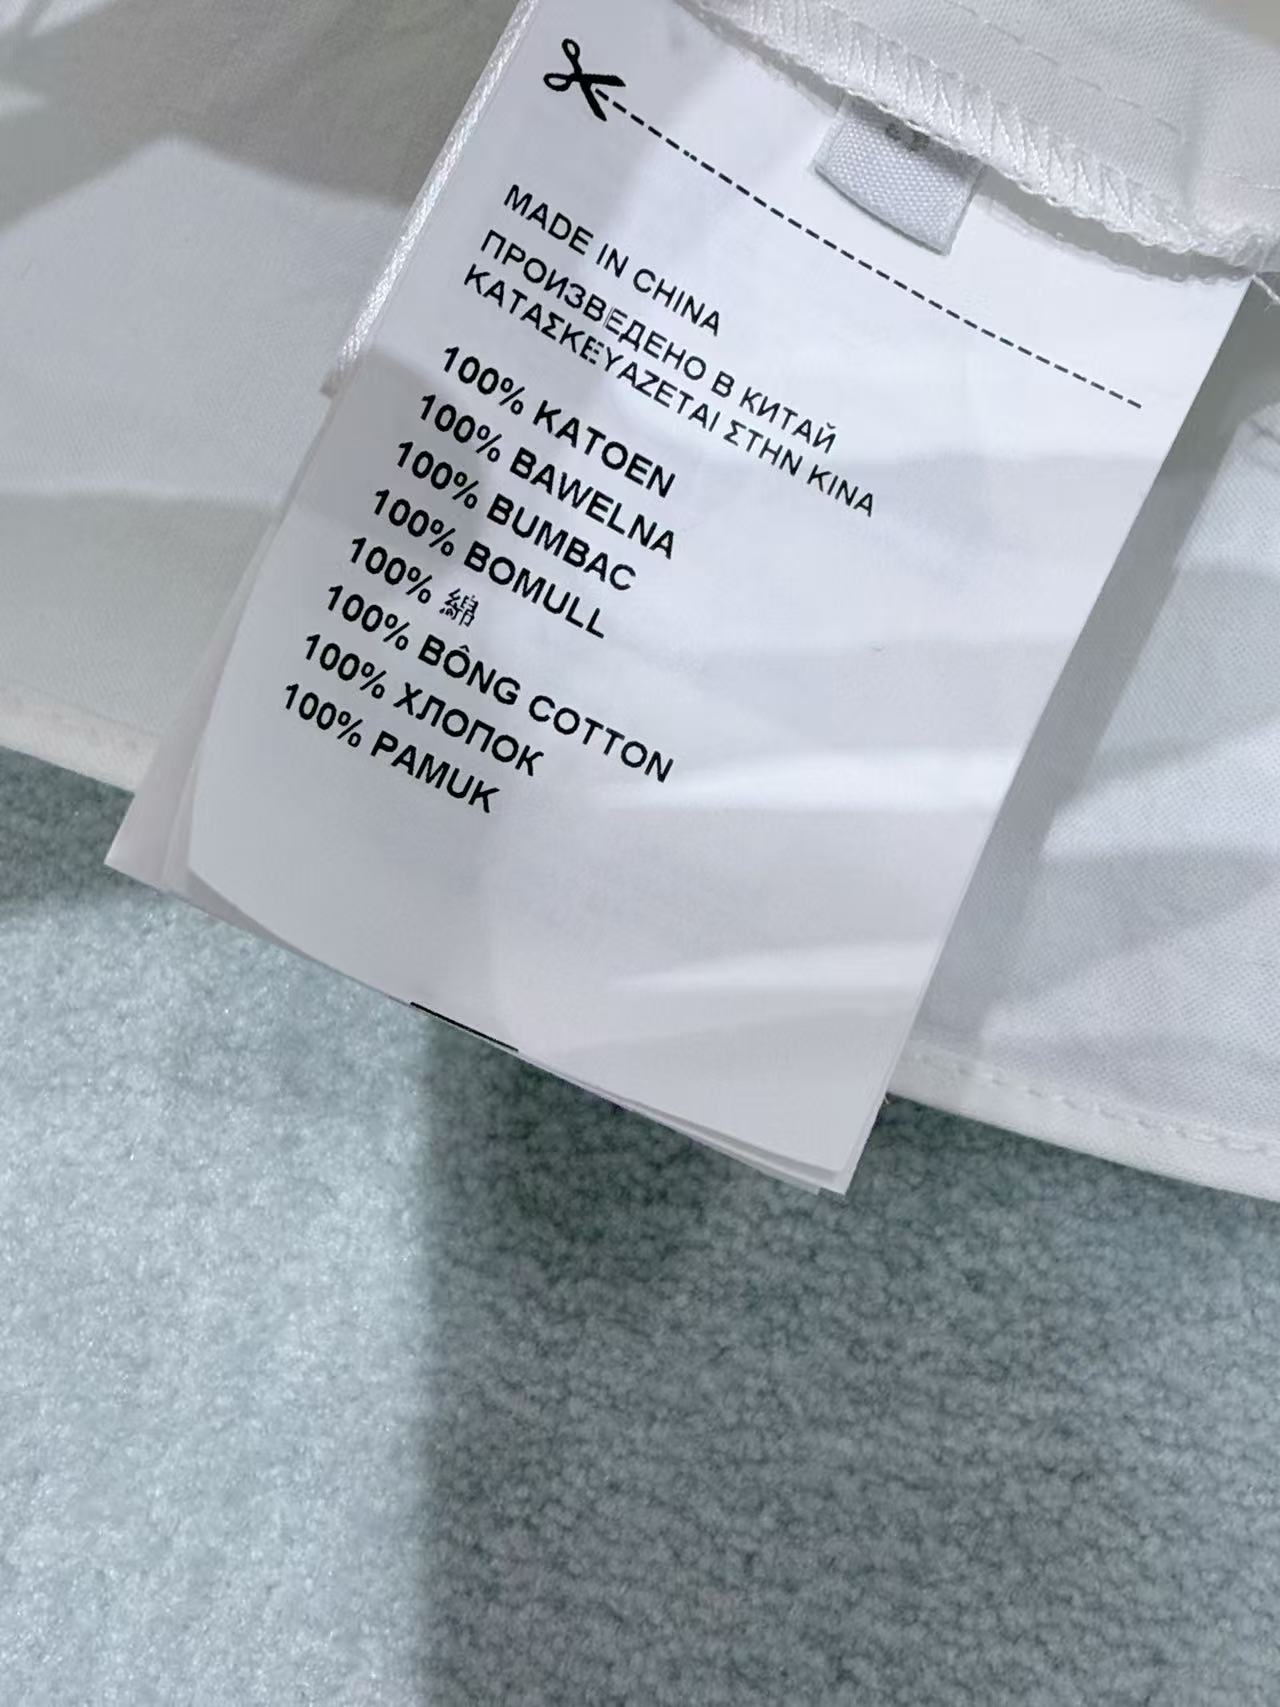 MADE IN CHINA
ПРОИЗВЕДЕНО В КИТАЙ
ΚΑΤΑΣΚΕΥΑΖΕΤΑΙ ΣΤΗΝ ΚΙΝΑ
100% KATOEN
100% BAWELNA
100% BUMBAC
100% BOMULL
100% 綿
100% BÔNG COTTON
100% ХЛОПОК
100% PAMUK